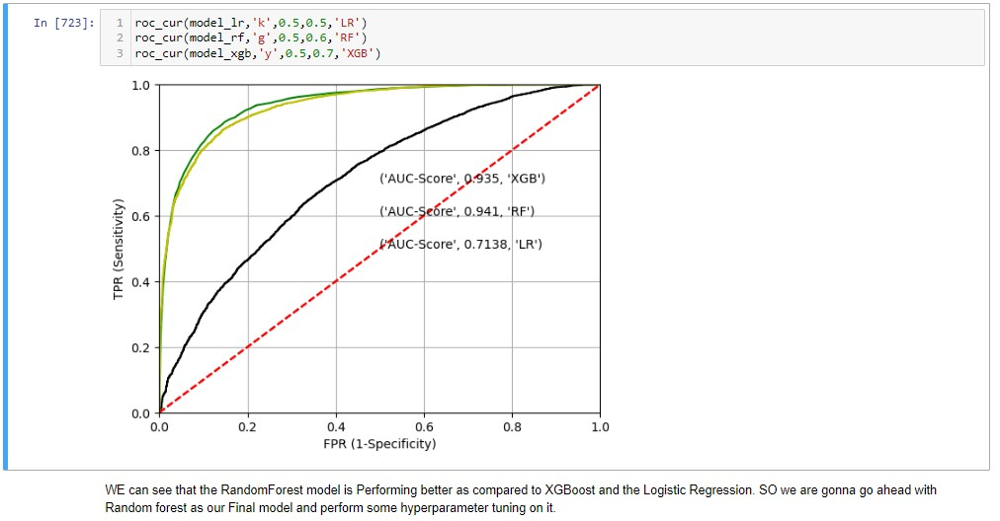 In [723]:
1 roc_cur(model_lr,'k',0.5,0.5,'LR')
2 roc_cur(model_rf,'g',0.5,0.6,'RF')
3 roc_cur(model_xgb,'y',0.5,0.7,'XGB')
1.0
0.8
('AUC-Score', 0.935, 'XGB')
0.6
('AUC-Score', 0.941, 'RF')
('AUC-Score', 0.7138, 'LR')
TPR (Sensitivity)
0.4
0.2
0.0
0.0 0.2 0.4 0.6 0.8 1.0
FPR (1-Specificity)
WE can see that the RandomForest model is Performing better as compared to XGBoost and the Logistic Regression. SO we are gonna go ahead with
Random forest as our Final model and perform some hyperparameter tuning on it.